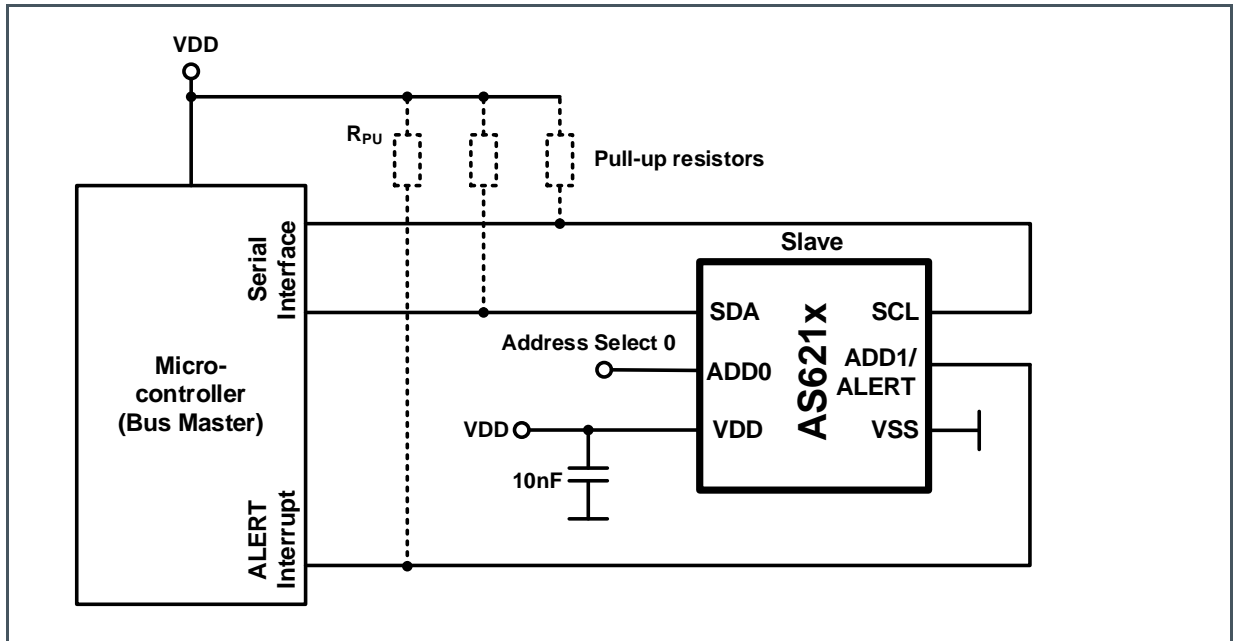 VDD
RPU
Pull-up resistors
Serial
Interface
Slave
SDA
SCL
Address Select 0
ADD0
ADD1/
ALERT
AS621x
Micro-
controller
(Bus Master)
VDD
VDD
VSS
10nF
ALERT
Interrupt